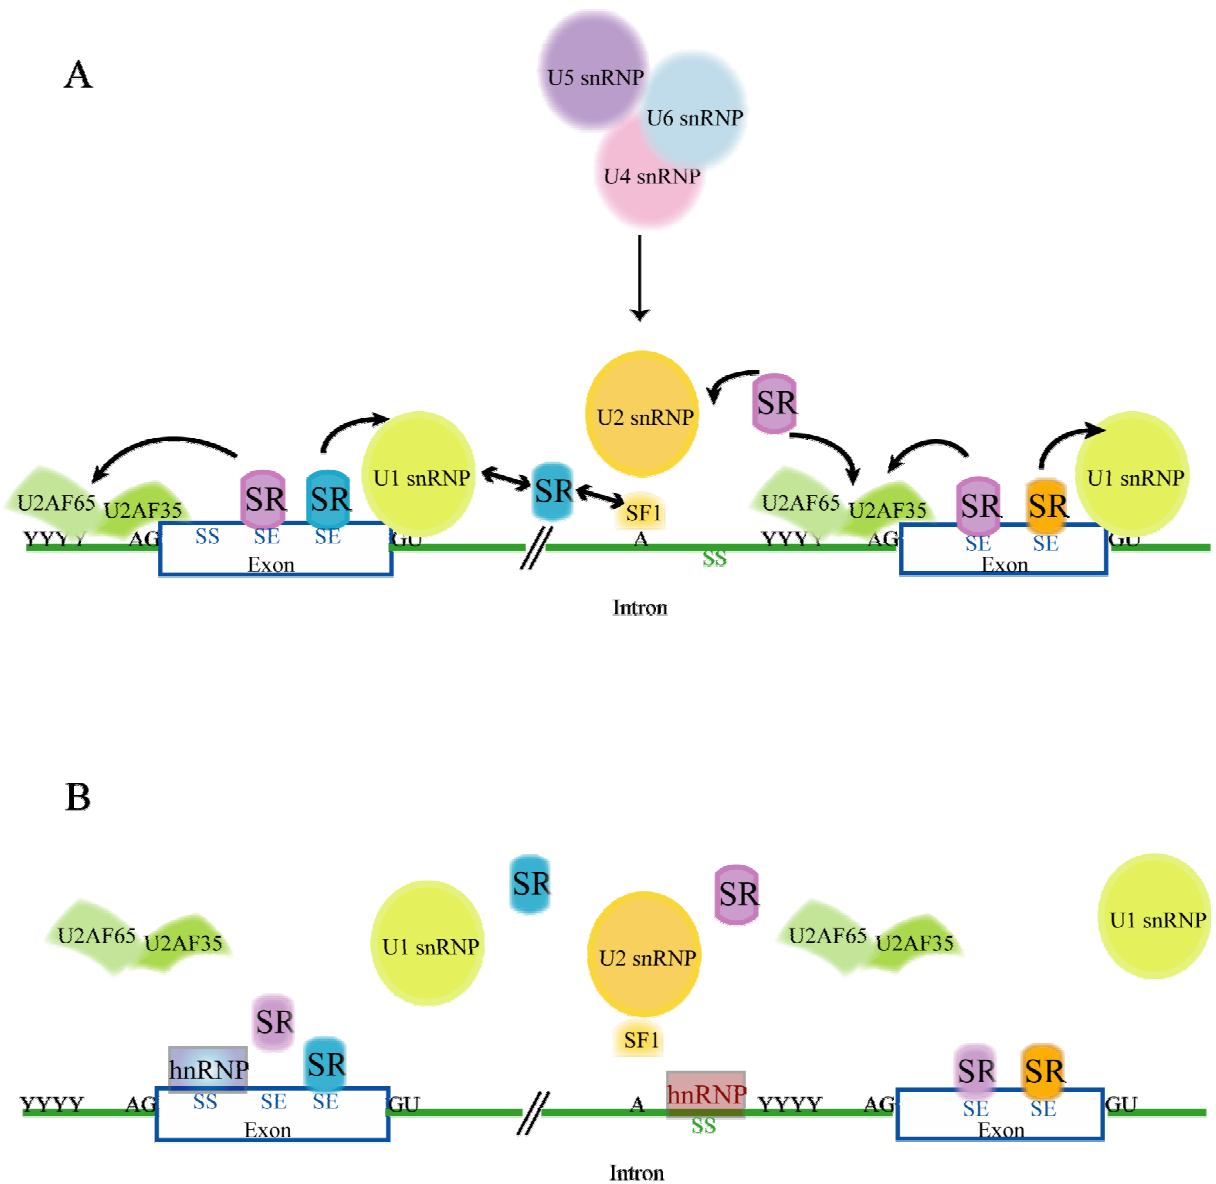 A
U5 snRNP
U6 snRNP
U4 snRNP
U2 snRNP
SR
U1 snRNP
SR
SF1
U1 snRNP
U2AF65
U2AF35
SR
SR
U2AF65
U2AF35
SR
SR
YYYY
AG
SS
SE
SE
GU
A
SS
YYYY
AG
SE
SE
GU
Exon
Exon
Intron
B
SR
SR
U1 snRNP
U2AF65
U2AF35
U1 snRNP
U2 snRNP
U2AF65
U2AF35
SR
SF1
hnRNP
SR
hnRNP
SR
SR
YYYY
AG
SS
SE
SE
GU
A
SS
YYYY
AG
SE
SE
GU
Exon
Exon
Intron